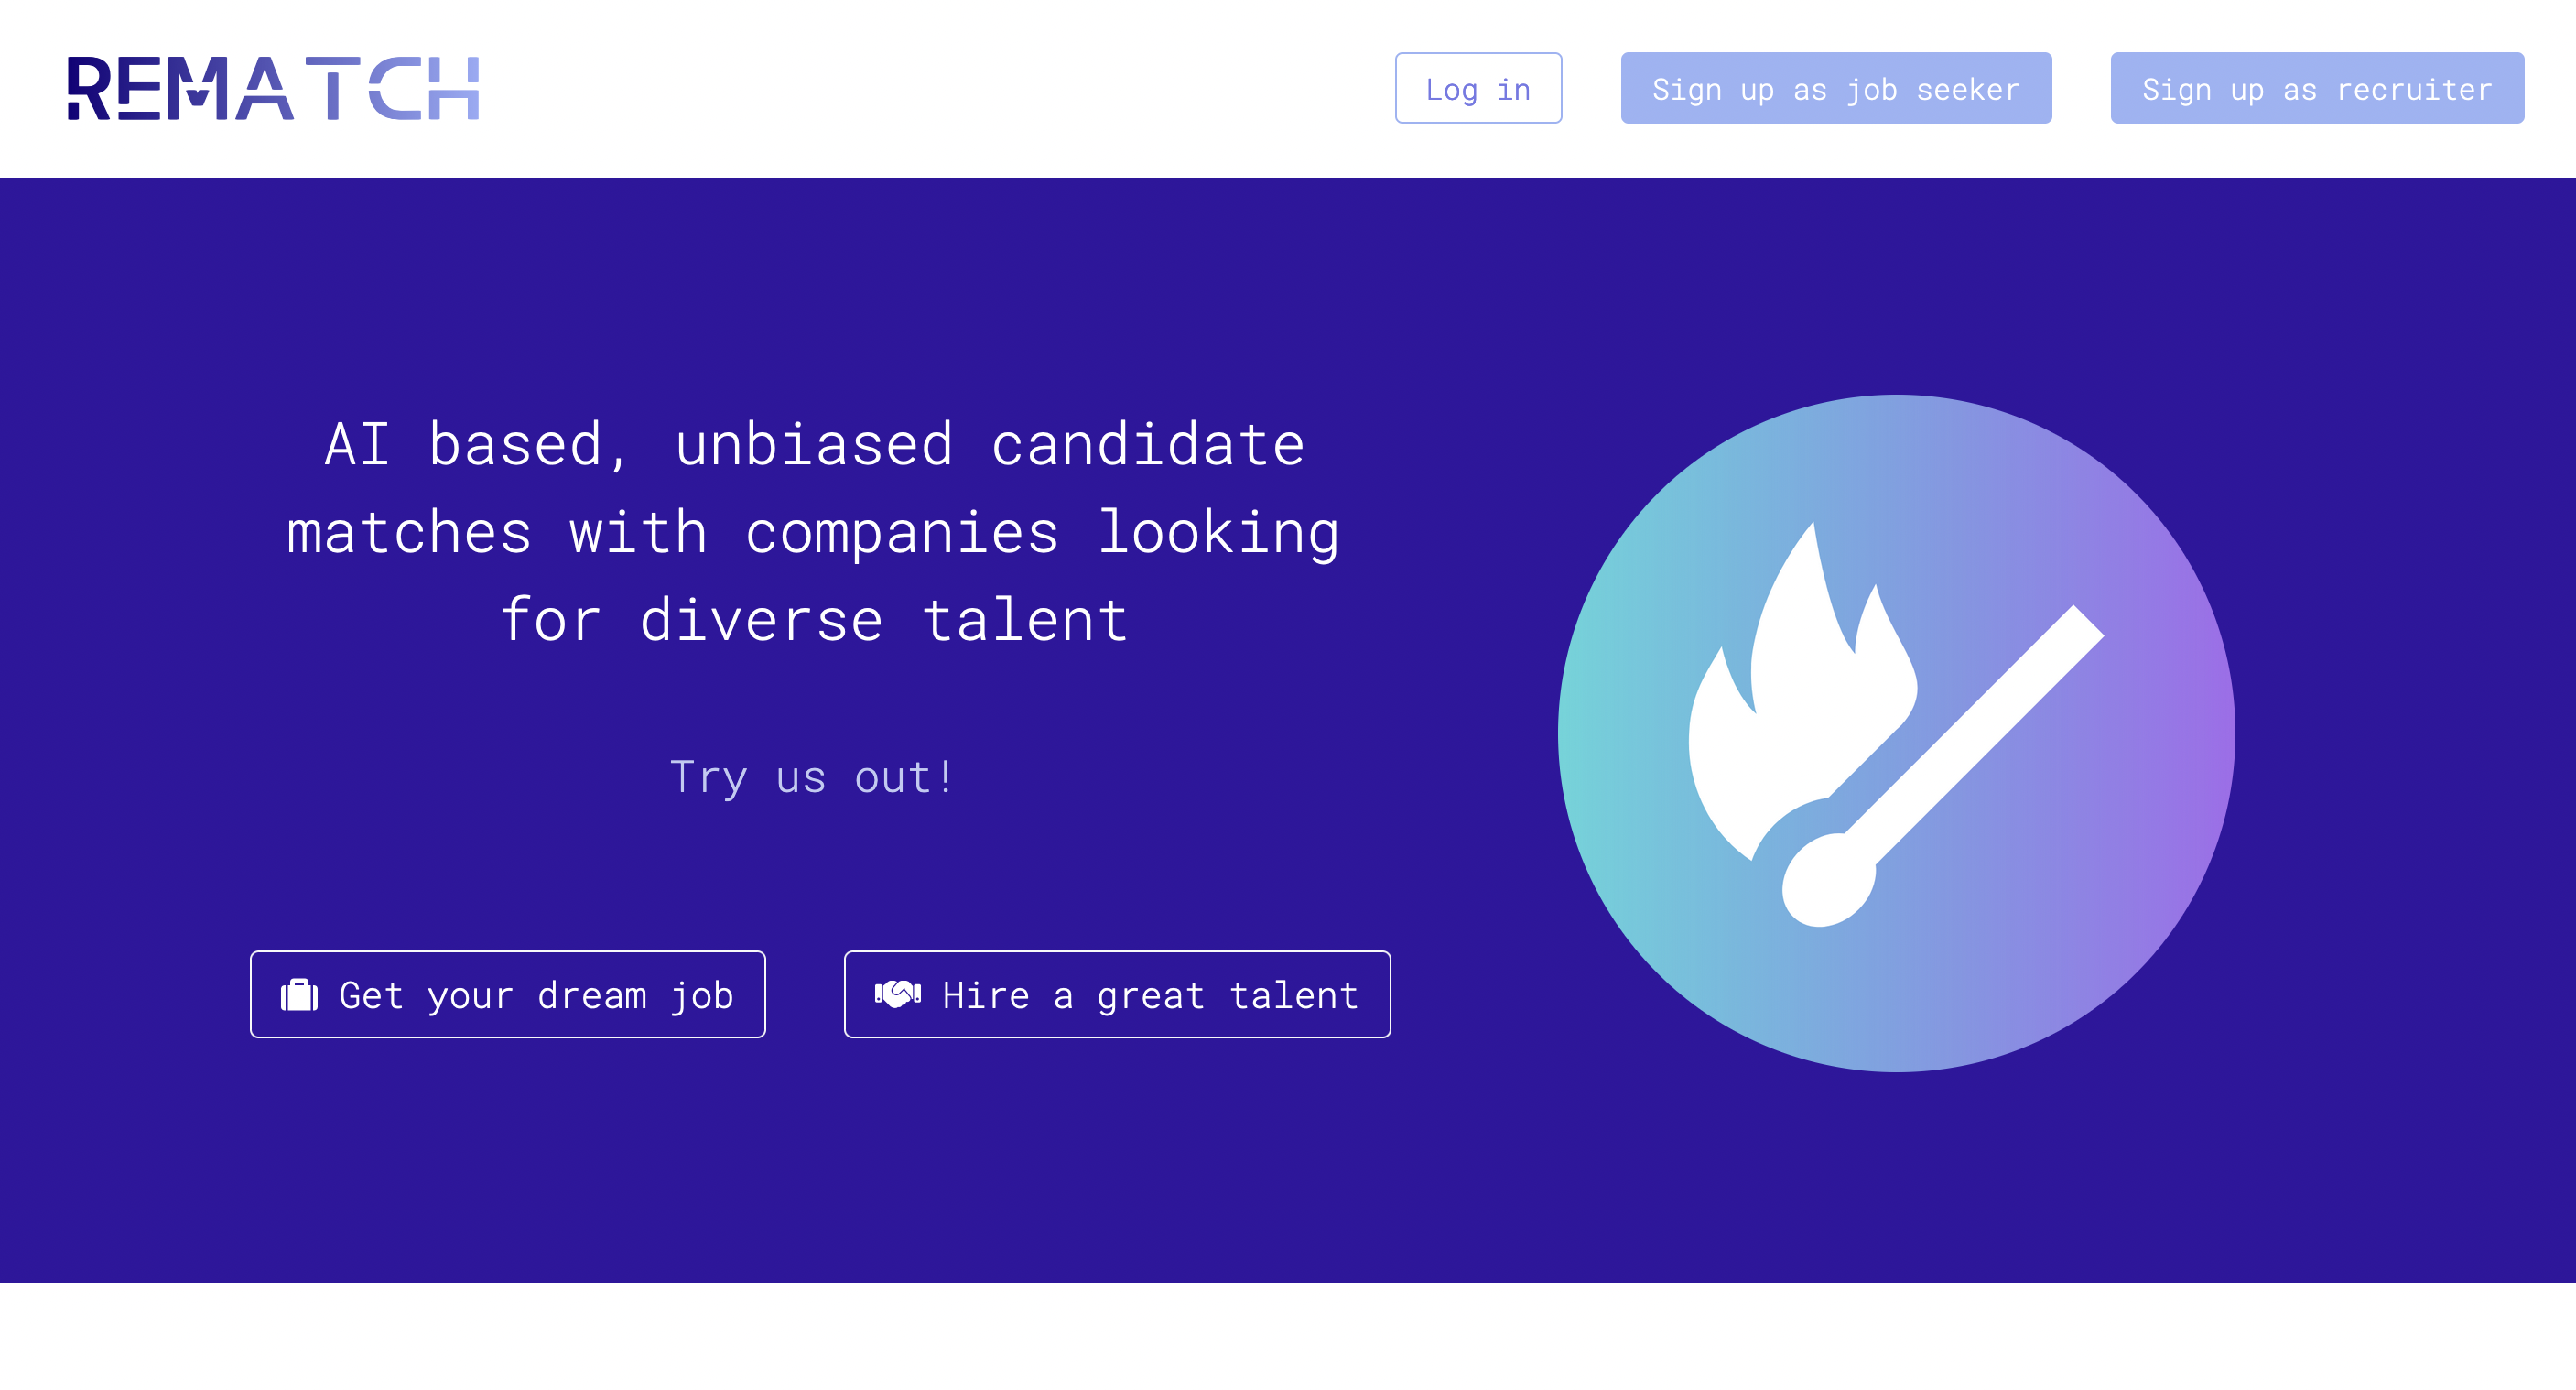 REMATCH
Log in
Sign up as job seeker
Sign up as recruiter
AI based, unbiased candidate
matches with companies looking
for diverse talent
Try us out!
Get your dream job
Hire a great talent